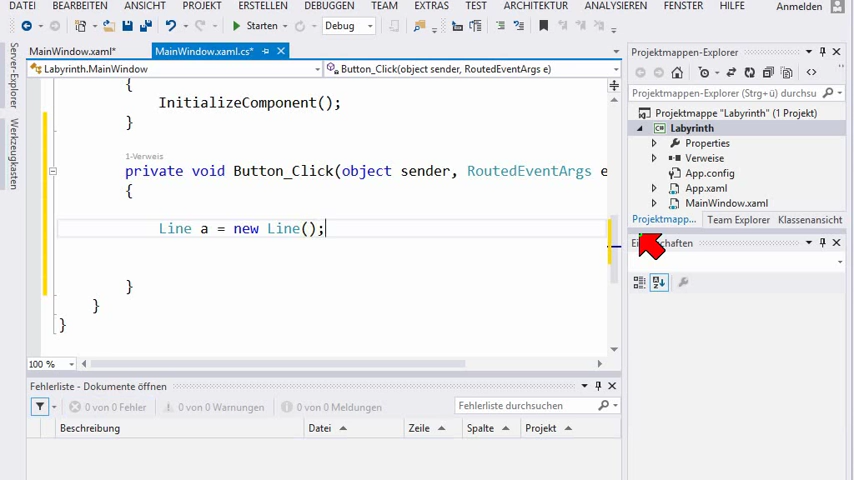 DATEI BEARBEITEN ANSICHT PROJEKT ERSTELLEN DEBUGGEN TEAM EXTRAS TEST ARCHITEKTUR ANALYSIEREN FENSTER HILFE
Starten Debug Anmelden
MainWindow.xaml* MainWindow.xaml.cs*
Labyrinth.MainWindow Button_Click(object sender, RoutedEventArgs e)
Server-Explorer
Werkzeugkasten
{
InitializeComponent();
}
1-Verweis
private void Button_Click(object sender, RoutedEventArgs e
{
Line a = new Line();
}
}
}
100 %
Projektmappen-Explorer
Projektmappen-Explorer (Strg+ü) durchsu
Projektmappe "Labyrinth" (1 Projekt)
C# Labyrinth
Properties
Verweise
App.config
App.xaml
MainWindow.xaml
Projektmapp... Team Explorer Klassenansicht
Fehlerliste - Dokumente öffnen
0 von 0 Fehler 0 von 0 Warnungen 0 von 0 Meldungen Fehlerliste durchsuchen
Beschreibung Datei Zeile Spalte Projekt